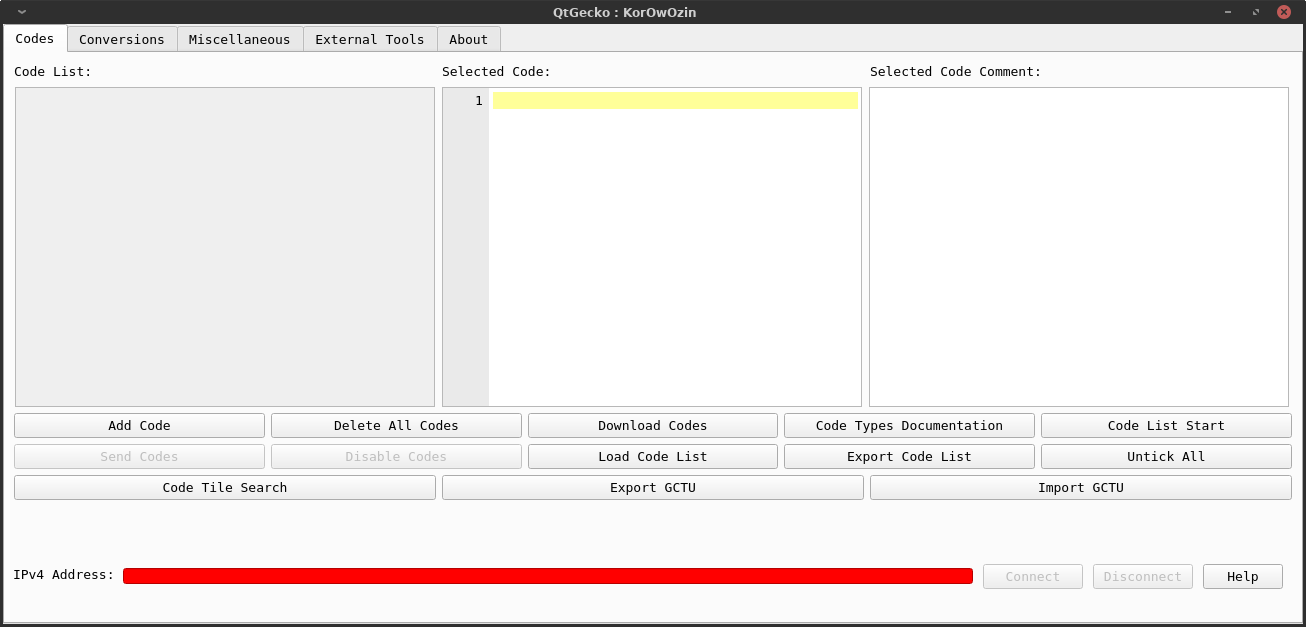 QtGecko : KorOwOzin
Codes Conversions Miscellaneous External Tools About
Code List: Selected Code: Selected Code Comment:
1
Add Code Delete All Codes Download Codes Code Types Documentation Code List Start
Send Codes Disable Codes Load Code List Export Code List Untick All
Code Tile Search Export GCTU Import GCTU
IPv4 Address: Connect Disconnect Help